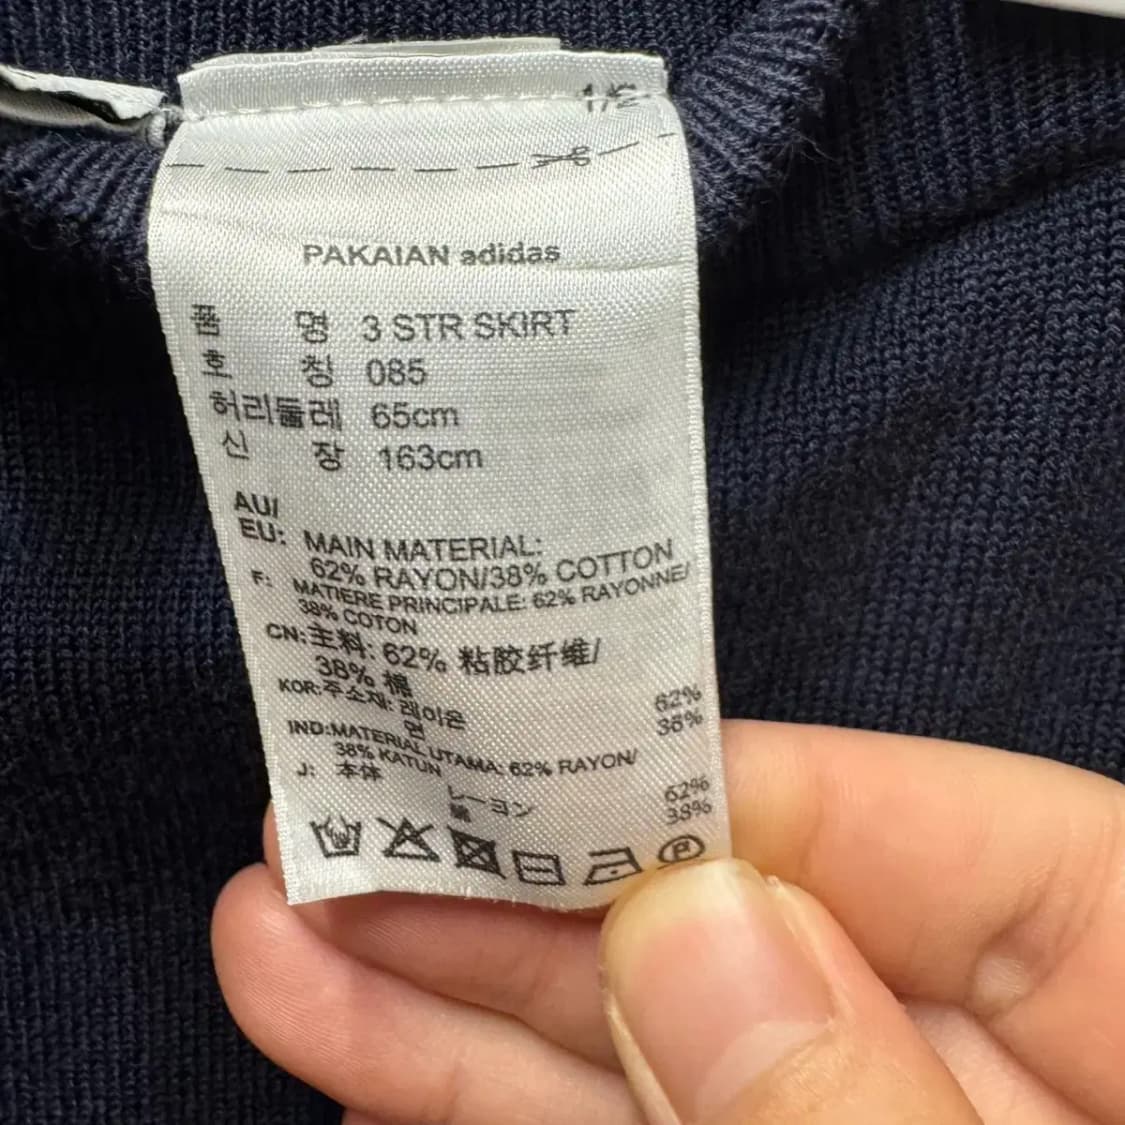 1/2
PAKAIAN adidas
품 명 3 STR SKIRT
호 칭 085
허리둘레 65cm
신 장 163cm
AU/
EU: MAIN MATERIAL:
62% RAYON/38% COTTON
F: MATIERE PRINCIPALE: 62% RAYONNE/
38% COTON
CN:主料: 62% 粘胶纤维/
38% 棉
KOR:주소재: 레이온 62%
면 38%
IND:MATERIAL UTAMA: 62% RAYON/
38% KATUN
J: 本体
レーヨン 62%
綿 38%
P